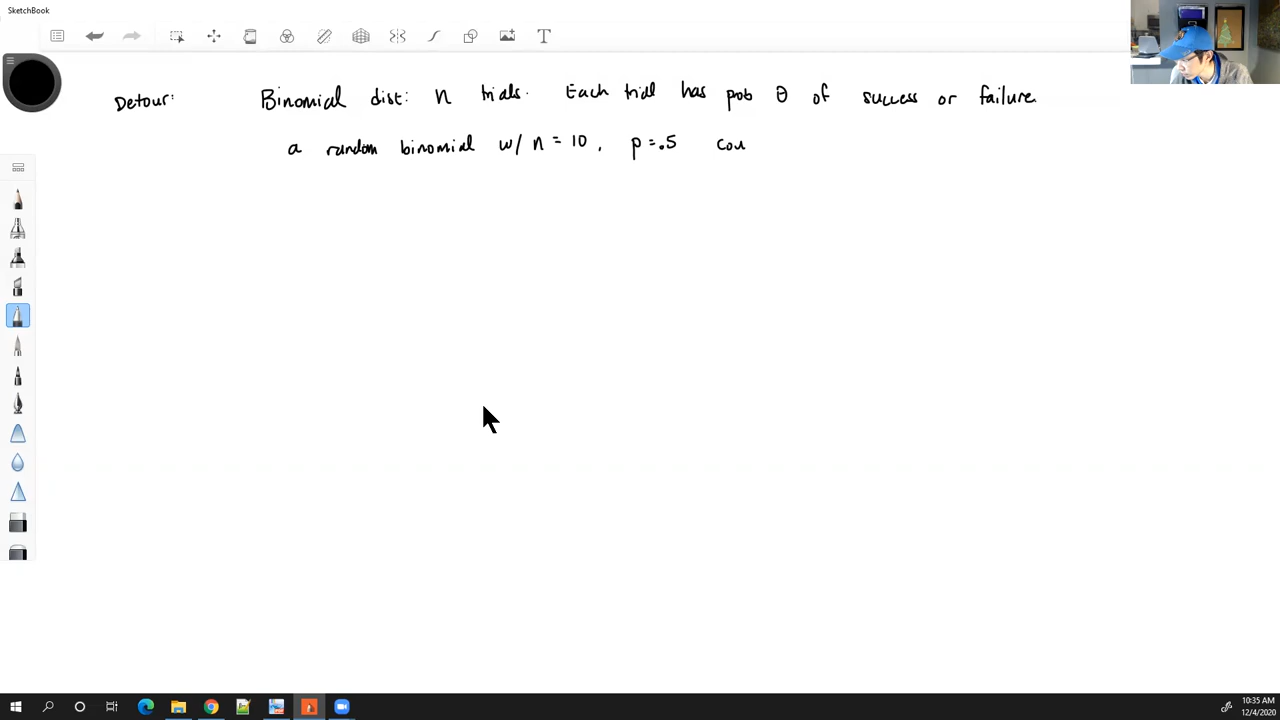 SketchBook
Detour: Binomial dist: n trials. Each trial has pob θ of success or failure.
a random binomial w/ n = 10, p = .5 cou
10:35 AM
12/4/2020